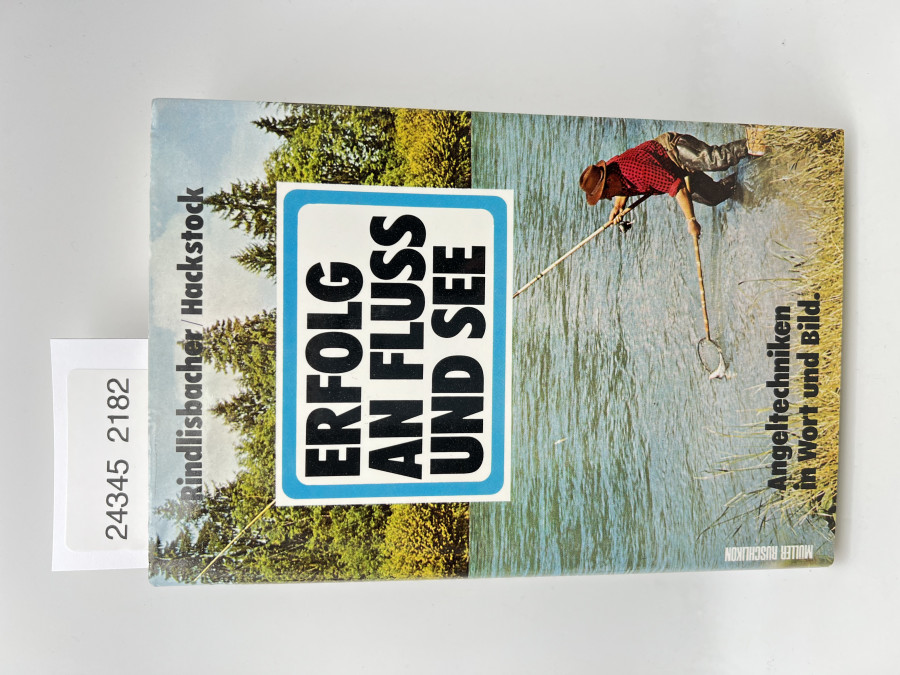 Rindlisbacher/Hackstock
ERFOLG
AN FLUSS
UND SEE
Angeltechniken
in Wort und Bild.
MÜLLER RÜSCHLIKON
24345 2182